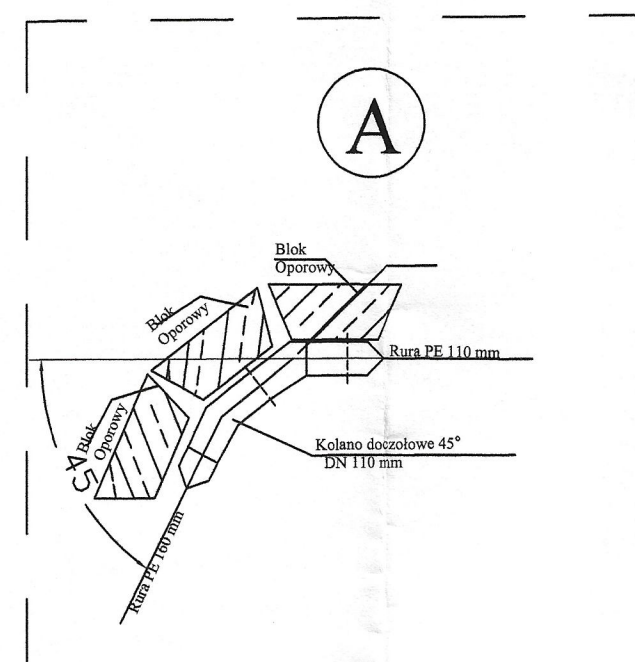 A
Blok
Oporowy
Blok
Oporowy
Rura PE 110 mm
Blok
Oporowy
Kolano doczołowe 45°
DN 110 mm
45
Rura PE 160 mm